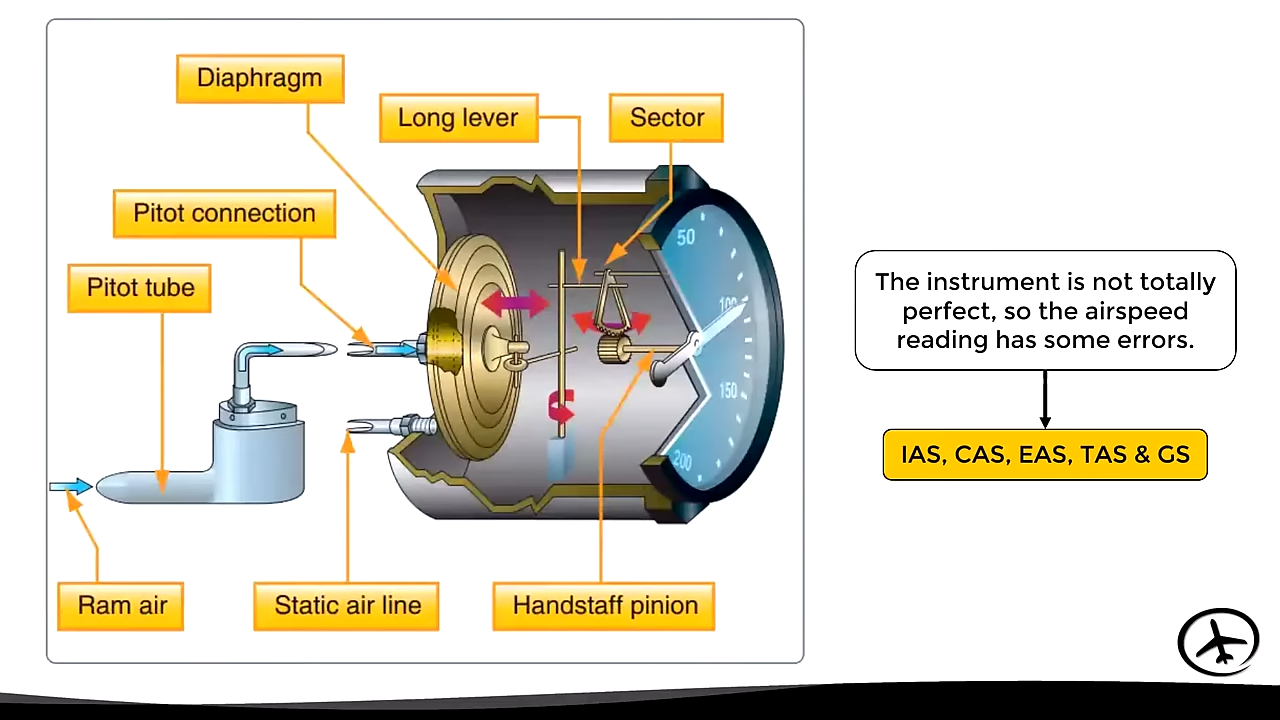 Diaphragm
Long lever
Sector
Pitot connection
Pitot tube
50
100
150
200
Ram air
Static air line
Handstaff pinion
The instrument is not totally
perfect, so the airspeed
reading has some errors.
IAS, CAS, EAS, TAS & GS